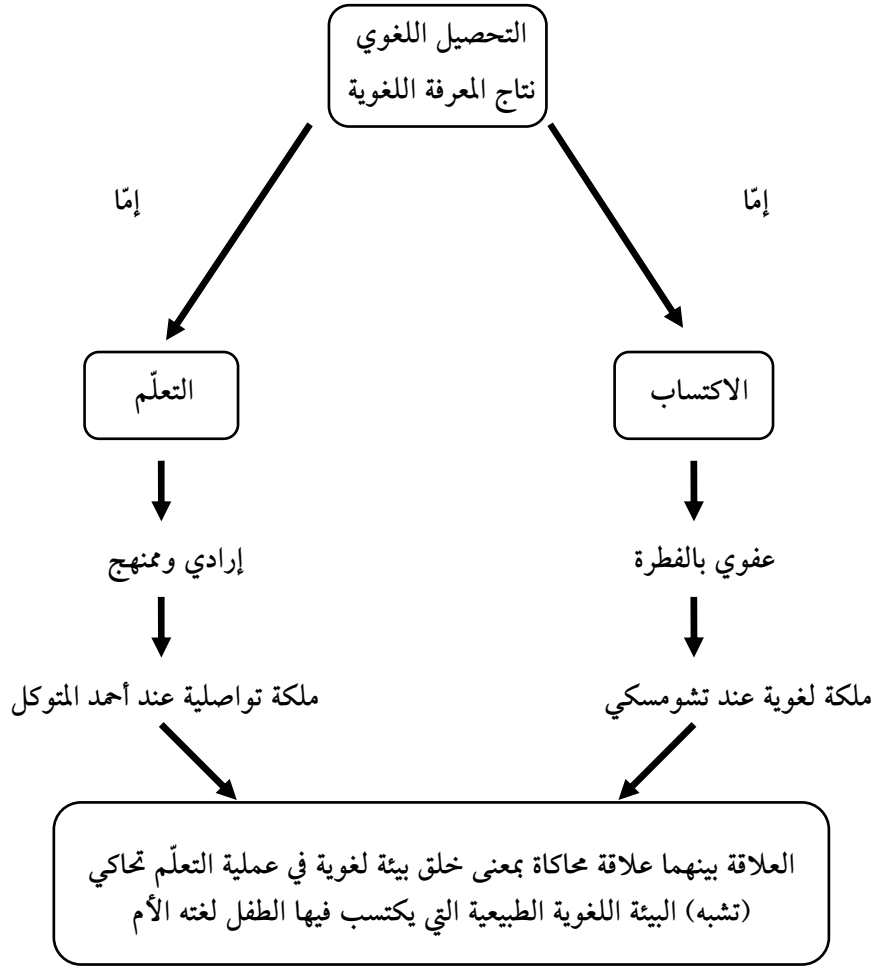 التحصيل اللغوي
نتاج المعرفة اللغوية
إمّا
إمّا
الاكتساب
التعلّم
عفوي بالفطرة
إرادي وممنهج
ملكة لغوية عند تشومسكي
ملكة تواصلية عند أحمد المتوكل
العلاقة بينهما علاقة محاكاة بمعنى خلق بيئة لغوية في عملية التعلّم تحاكي
(تشبه) البيئة اللغوية الطبيعية التي يكتسب فيها الطفل لغته الأم